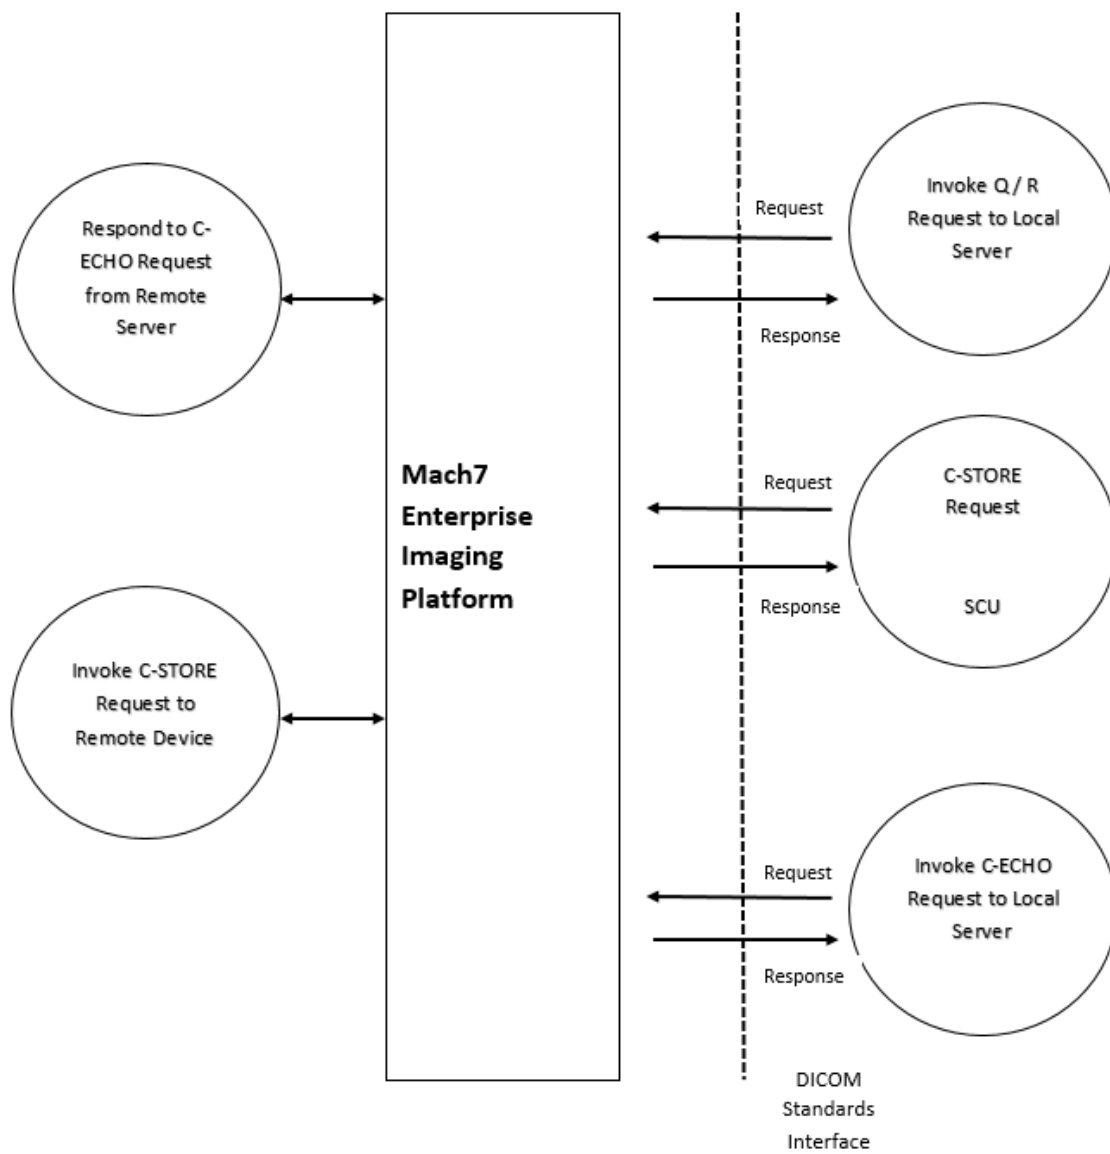 Respond to C-
ECHO Request
from Remote
Server
Invoke C-STORE
Request to
Remote Device
Mach7
Enterprise
Imaging
Platform
Request
Response
Invoke Q / R
Request to Local
Server
Request
Response
C-STORE
Request
SCU
Request
Response
Invoke C-ECHO
Request to Local
Server
DICOM
Standards
Interface